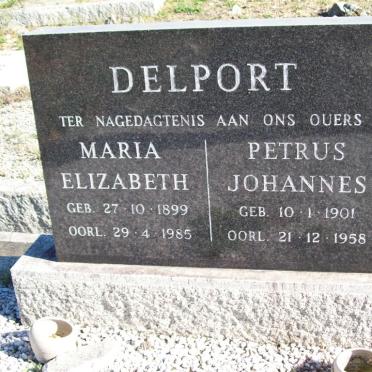 DELPORT
TER NAGEDAGTENIS AAN ONS OUERS
MARIA
ELIZABETH
GEB. 27·10·1899
OORL. 29·4·1985
PETRUS
JOHANNES
GEB. 10·1·1901
OORL. 21·12·1958